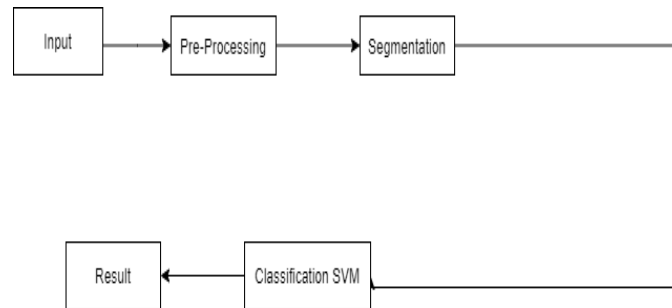 Input
Pre-Processing
Segmentation
Result
Classification SVM